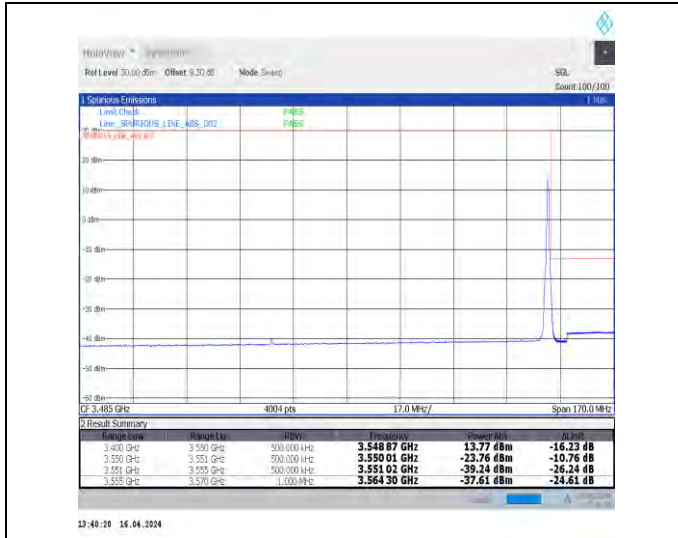 MultiView
Ref Level 30.00 dBm Offset 8.30 dB Mode Sweep SGL
Count 100/100
1 Spurious Emissions
Limit Check PASS
Line _SPURIOUS_LINE_ABS_002 PASS
20 dBm
10 dBm
0 dBm
-10 dBm
-20 dBm
-30 dBm
-40 dBm
-50 dBm
-60 dBm
CF 3.485 GHz 4004 pts 17.0 MHz/ Span 170.0 MHz
2 Result Summary
Range Low Range Up RBW Frequency Power Abs ΔLimit
3.400 GHz 3.550 GHz 500.000 kHz 3.548 87 GHz 13.77 dBm -16.23 dB
3.550 GHz 3.551 GHz 500.000 kHz 3.550 01 GHz -23.76 dBm -10.76 dB
3.551 GHz 3.555 GHz 500.000 kHz 3.551 02 GHz -39.24 dBm -26.24 dB
3.555 GHz 3.570 GHz 1.000 MHz 3.564 30 GHz -37.61 dBm -24.61 dB
13:40:20 16.04.2024